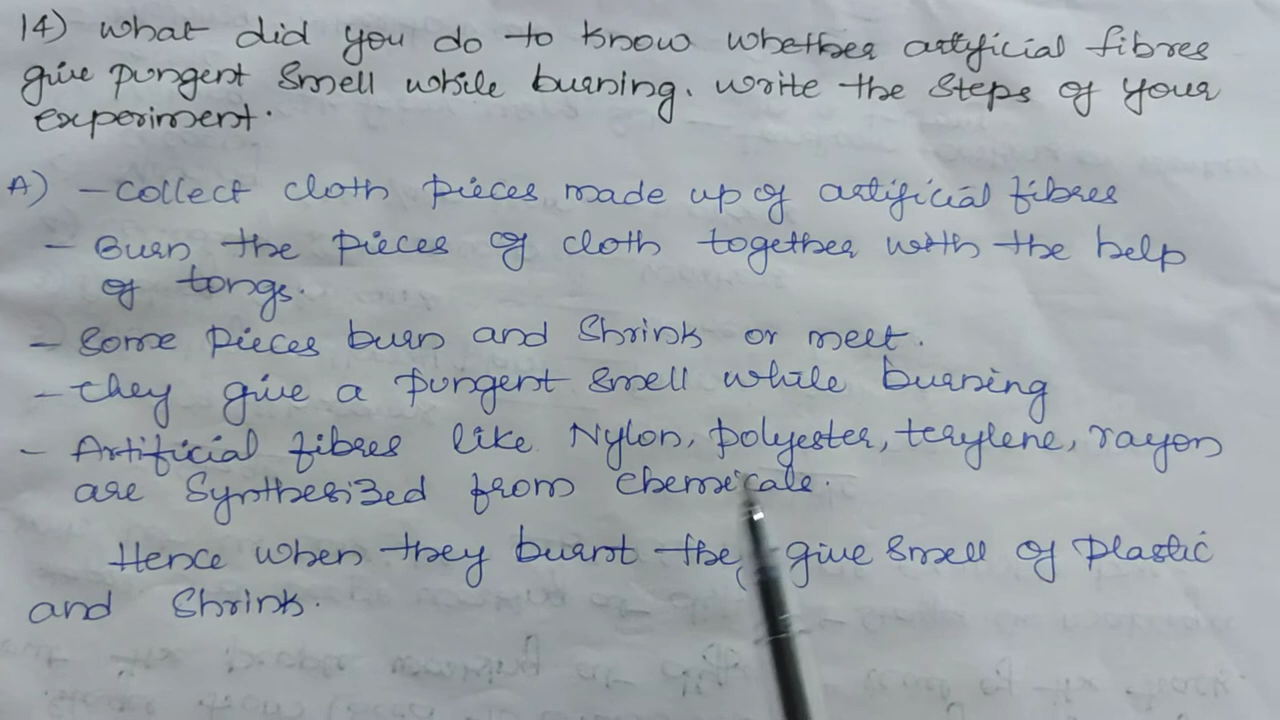 14) What did you do to know whether artificial fibres
give pungent smell while burning. write the steps of your
experiment.
A) - Collect cloth pieces made up of artificial fibres
- Burn the pieces of cloth together with the help
of tongs.
- Some pieces burn and shrink or melt.
- they give a pungent smell while burning
- Artificial fibres like Nylon, polyester, terylene, rayon
are synthesized from chemicals.
Hence when they burnt the give smell of plastic
and shrink.